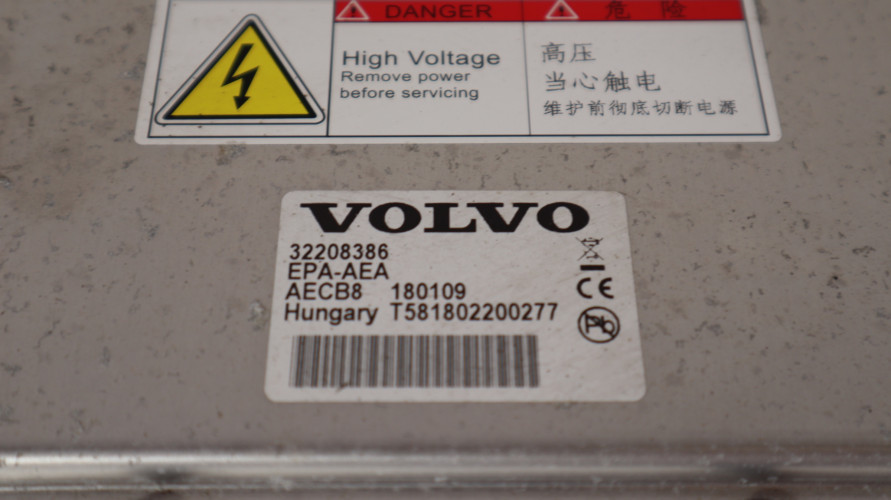 DANGER
High Voltage
Remove power
before servicing
危 险
高压
当心触电
维护前彻底切断电源
VOLVO
32208386
EPA-AEA
AECB8 180109
Hungary T581802200277
CE
Pb